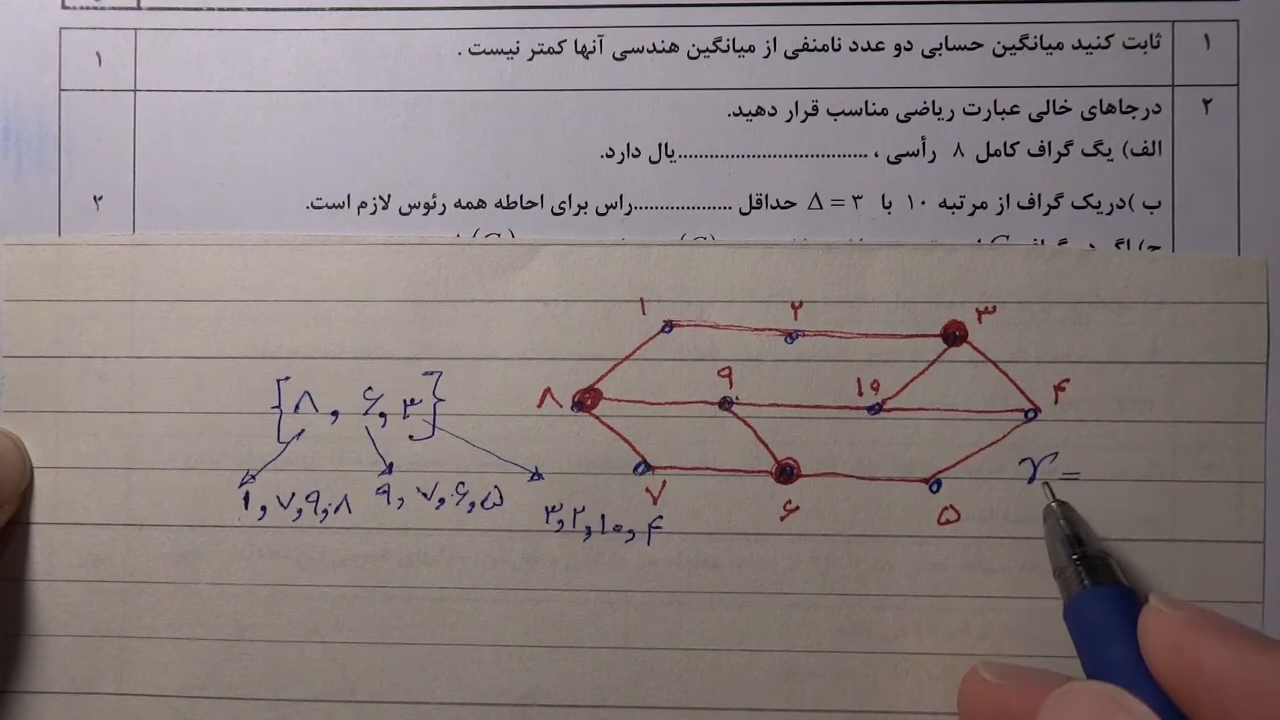 ۱ ثابت کنید میانگین حسابی دو عدد نامنفی از میانگین هندسی آنها کمتر نیست . ۱
۲ درجاهای خالی عبارت ریاضی مناسب قرار دهید.
الف) یگ گراف کامل ۸ رأسی ، ....................................یال دارد.
ب )دریک گراف از مرتبه ۱۰ با Δ = ۳ حداقل ..................راس برای احاطه همه رئوس لازم است. ۲
۱ ۲ ۳
۸ ۹ ۱۰ ۴
۷ ۶ ۵
{۸ , ۶ , ۳}
۱ , ۷ , ۹ , ۸
۹ , ۷ , ۶ , ۵
۳ , ۲ , ۱۰ , ۴
γ =